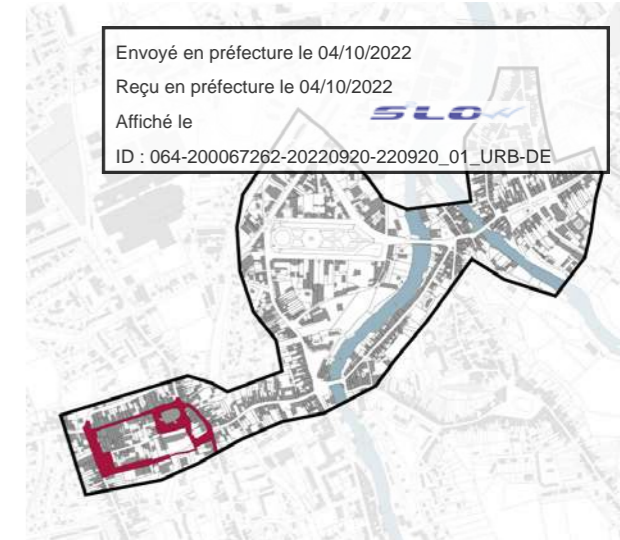 Envoyé en préfecture le 04/10/2022
Reçu en préfecture le 04/10/2022
Affiché le
SLOW
ID : 064-200067262-20220920-220920_01_URB-DE